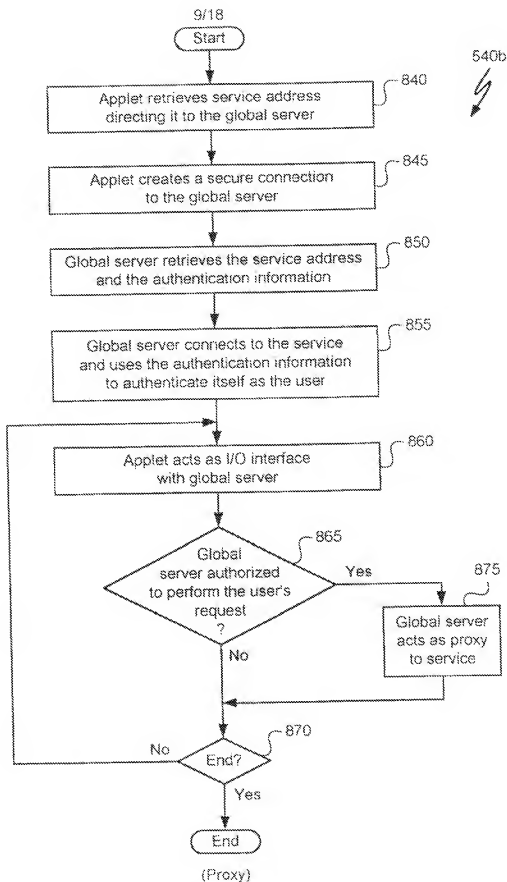 9/18
Start
540b
840
Applet retrieves service address
directing it to the global server
845
Applet creates a secure connection
to the global server
850
Global server retrieves the service address
and the authentication information
855
Global server connects to the service
and uses the authentication information
to authenticate itself as the user
860
Applet acts as I/O interface
with global server
865
Global
server authorized
to perform the user's
request
?
Yes
875
Global server
acts as proxy
to service
No
870
No
End?
Yes
End
(Proxy)